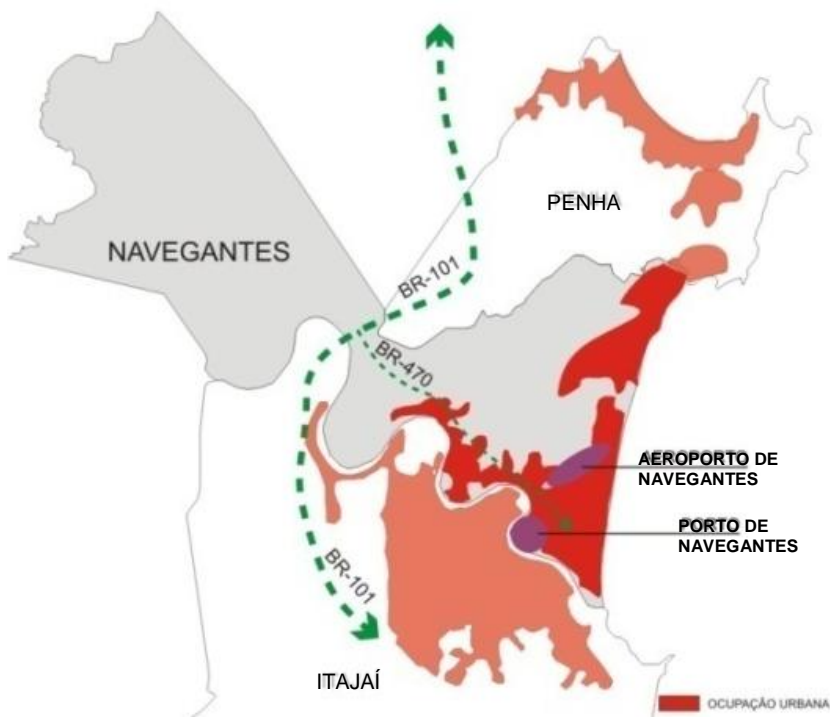 PENHA
NAVEGANTES
BR-101
BR-470
AEROPORTO DE
NAVEGANTES
PORTO DE
NAVEGANTES
BR-101
ITAJAÍ
OCUPAÇÃO URBANA